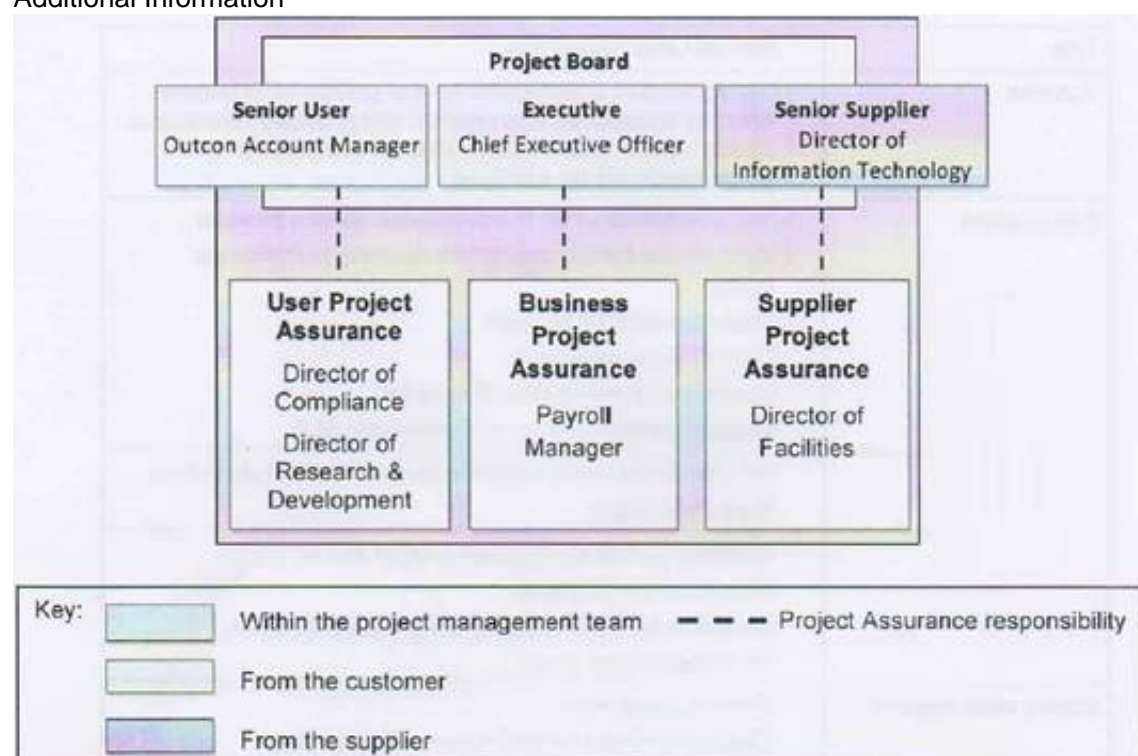 Additional Information
Project Board
Senior User
Outcon Account Manager
Executive
Chief Executive Officer
Senior Supplier
Director of
Information Technology
User Project
Assurance
Director of
Compliance
Director of
Research &
Development
Business
Project
Assurance
Payroll
Manager
Supplier
Project
Assurance
Director of
Facilities
Key:
Within the project management team
Project Assurance responsibility
From the customer
From the supplier